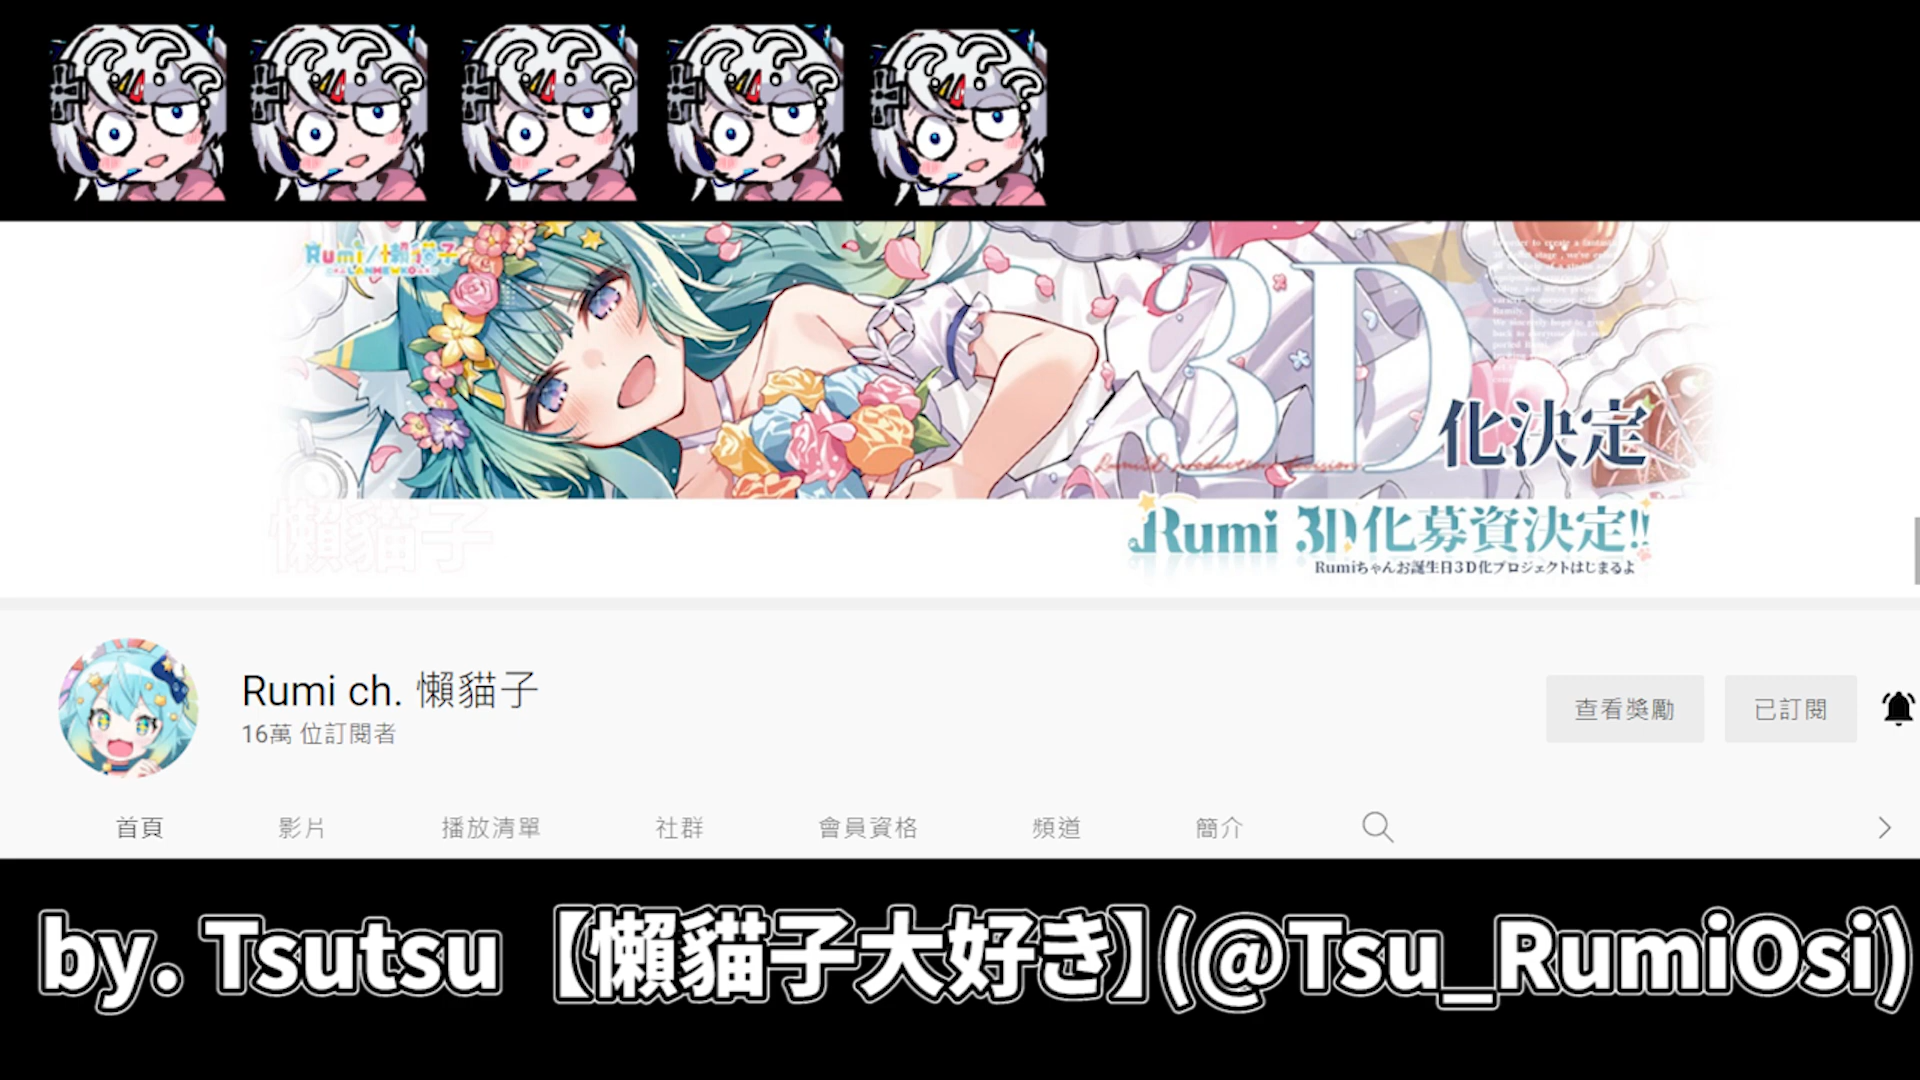 Rumi/懶貓子
LANMEWKO
3D
化決定
懶貓子
Rumi 3D化募資決定!!
Rumiちゃんお誕生日3D化プロジェクトはじまるよ
Rumi ch. 懶貓子
16萬 位訂閱者
查看獎勵
已訂閱
首頁
影片
播放清單
社群
會員資格
頻道
簡介
by. Tsutsu【懶貓子大好き】(@Tsu_RumiOsi)